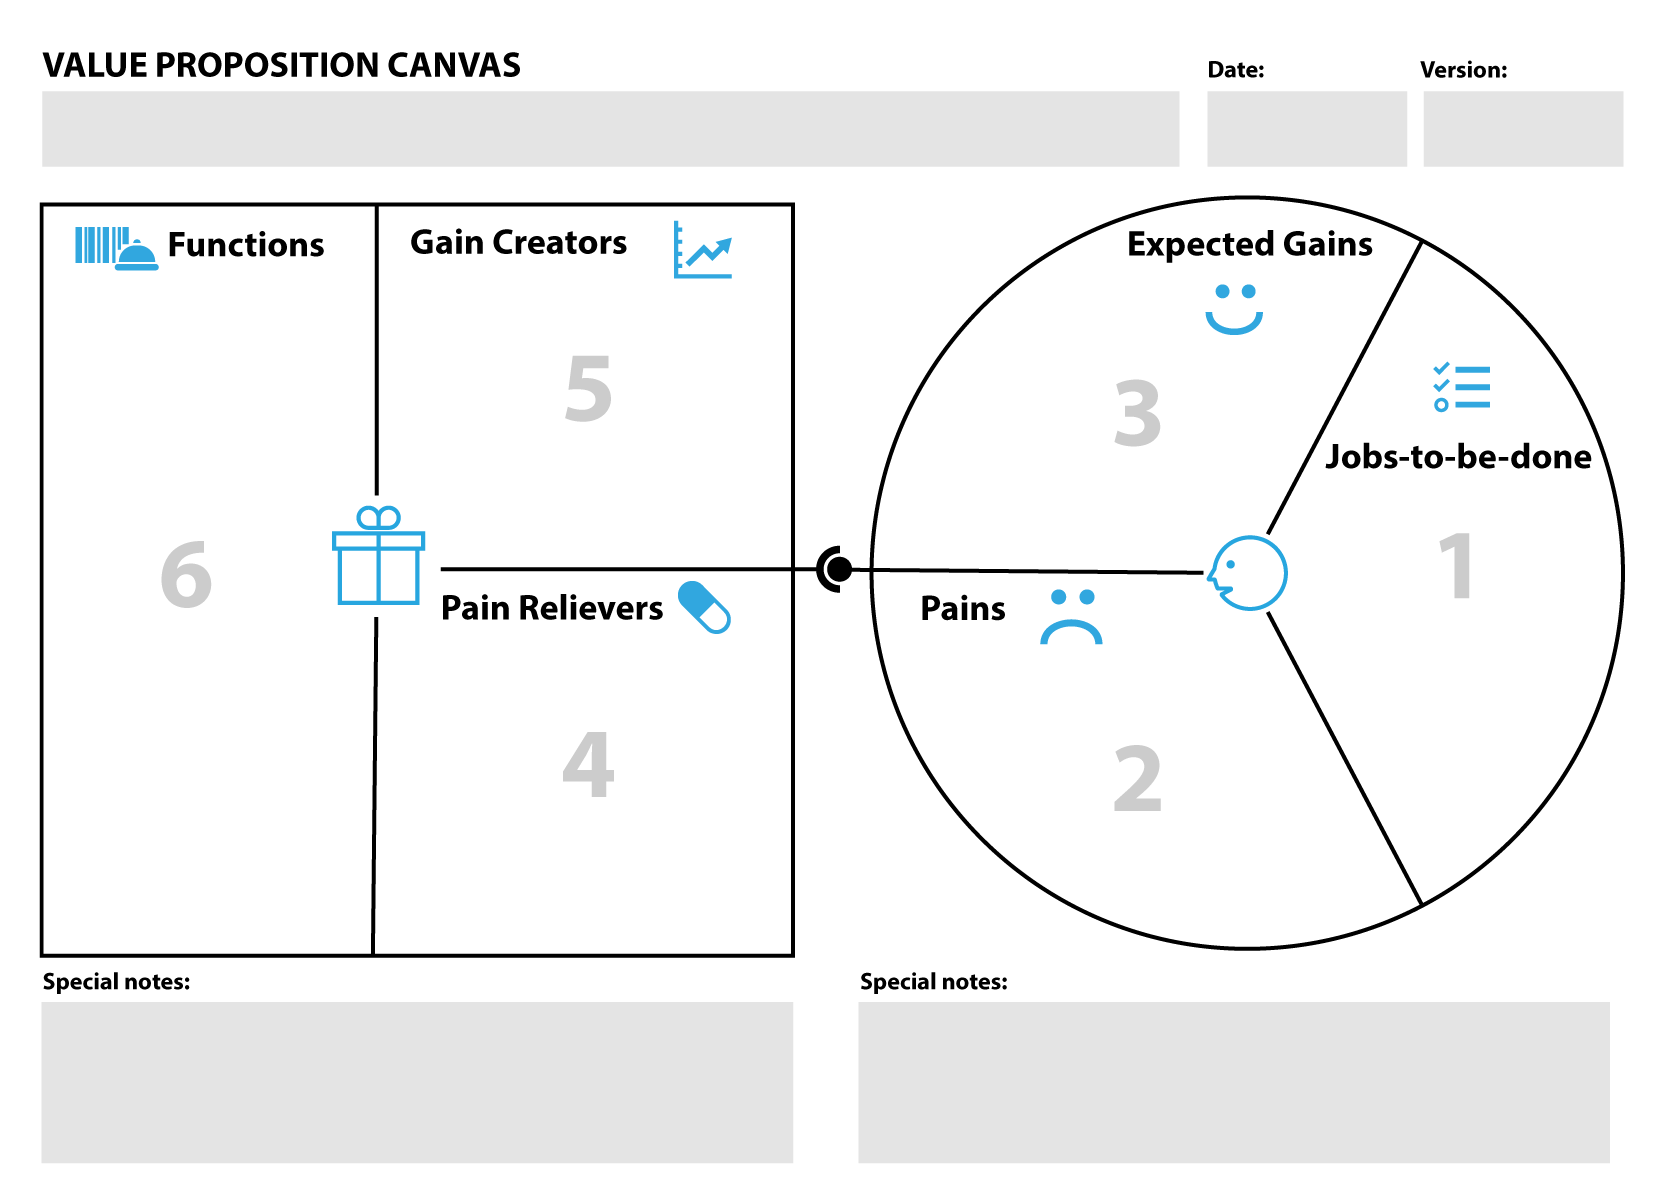 VALUE PROPOSITION CANVAS
Date:
Version:
Functions
Gain Creators
Expected Gains
5
3
Jobs-to-be-done
6
1
Pain Relievers
Pains
4
2
Special notes:
Special notes: